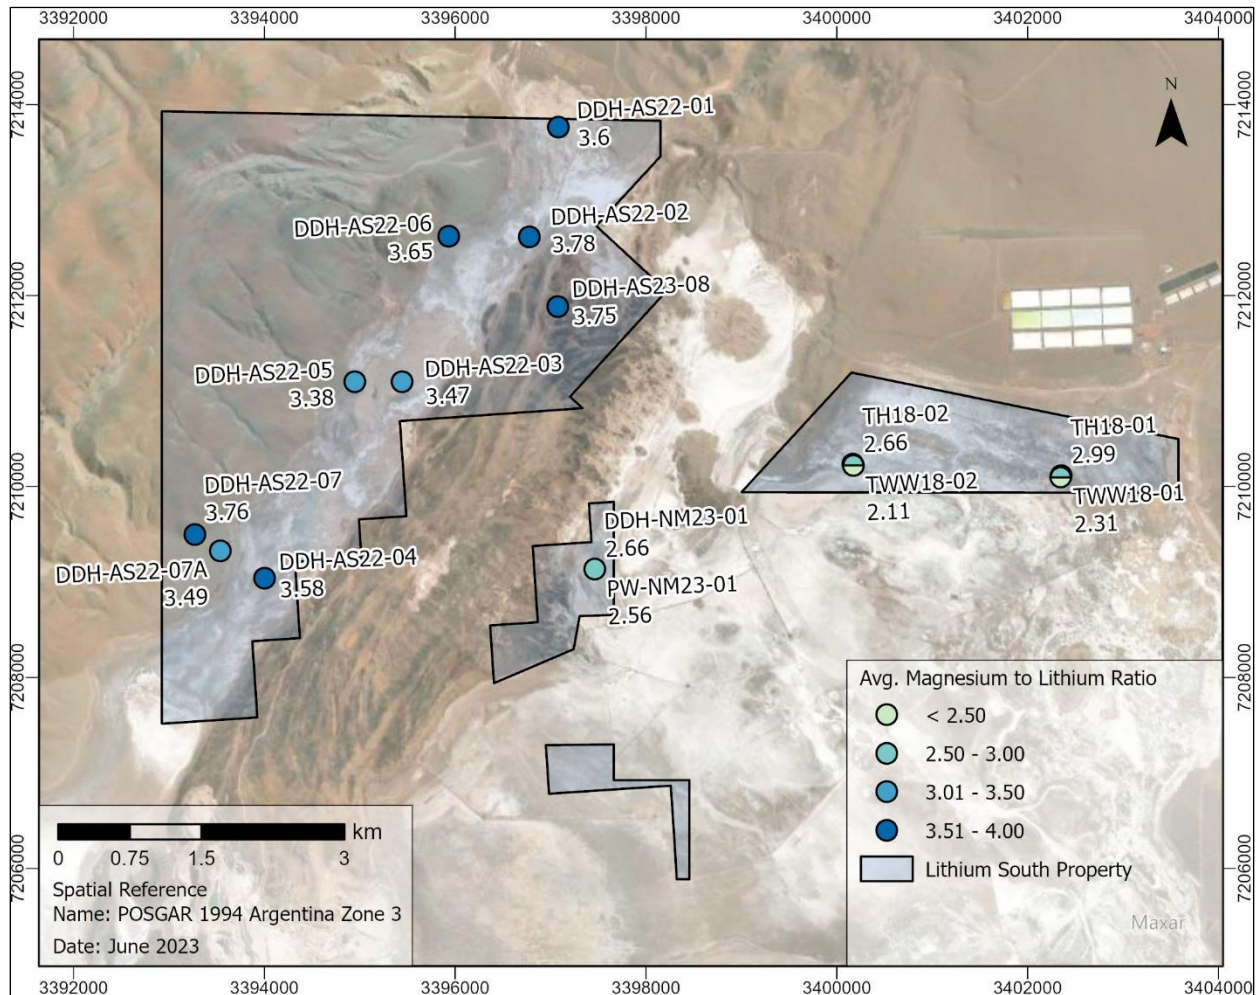 3392000 3394000 3396000 3398000 3400000 3402000 3404000
7214000
7212000
7210000
7208000
7206000
N
DDH-AS22-01
3.6
DDH-AS22-06
3.65
DDH-AS22-02
3.78
DDH-AS23-08
3.75
DDH-AS22-05
3.38
DDH-AS22-03
3.47
DDH-AS22-07
3.76
DDH-AS22-07A
3.49
DDH-AS22-04
3.58
TH18-02
2.66
TWW18-02
2.11
TH18-01
2.99
TWW18-01
2.31
DDH-NM23-01
2.66
PW-NM23-01
2.56
Avg. Magnesium to Lithium Ratio
< 2.50
2.50 - 3.00
3.01 - 3.50
3.51 - 4.00
Lithium South Property
Maxar
km
0 0.75 1.5 3
Spatial Reference
Name: POSGAR 1994 Argentina Zone 3
Date: June 2023
7214000
7212000
7210000
7208000
7206000
3392000 3394000 3396000 3398000 3400000 3402000 3404000